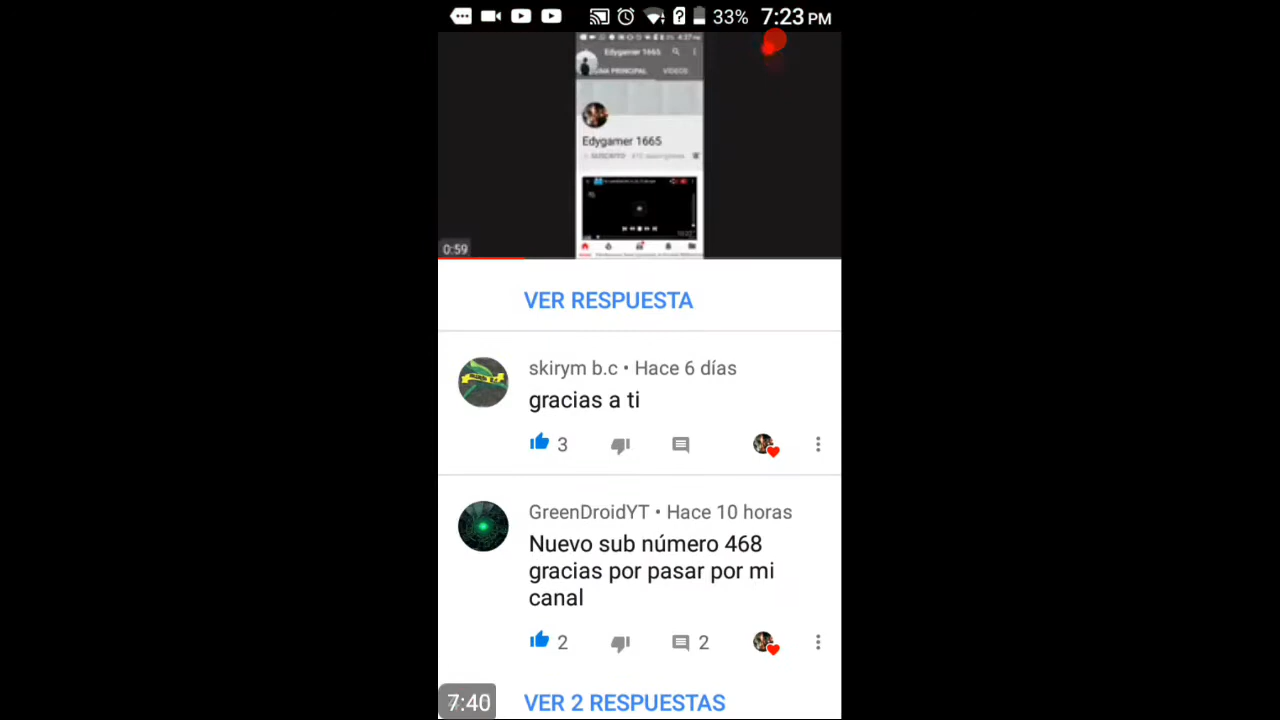 33% 7:23 PM
Edygamer 1665
VIDEOS
Edygamer 1665
SUSCRITO
0:59
VER RESPUESTA
skirym b.c • Hace 6 días
gracias a ti
3
GreenDroidYT • Hace 10 horas
Nuevo sub número 468
gracias por pasar por mi
canal
2 2
7:40 VER 2 RESPUESTAS